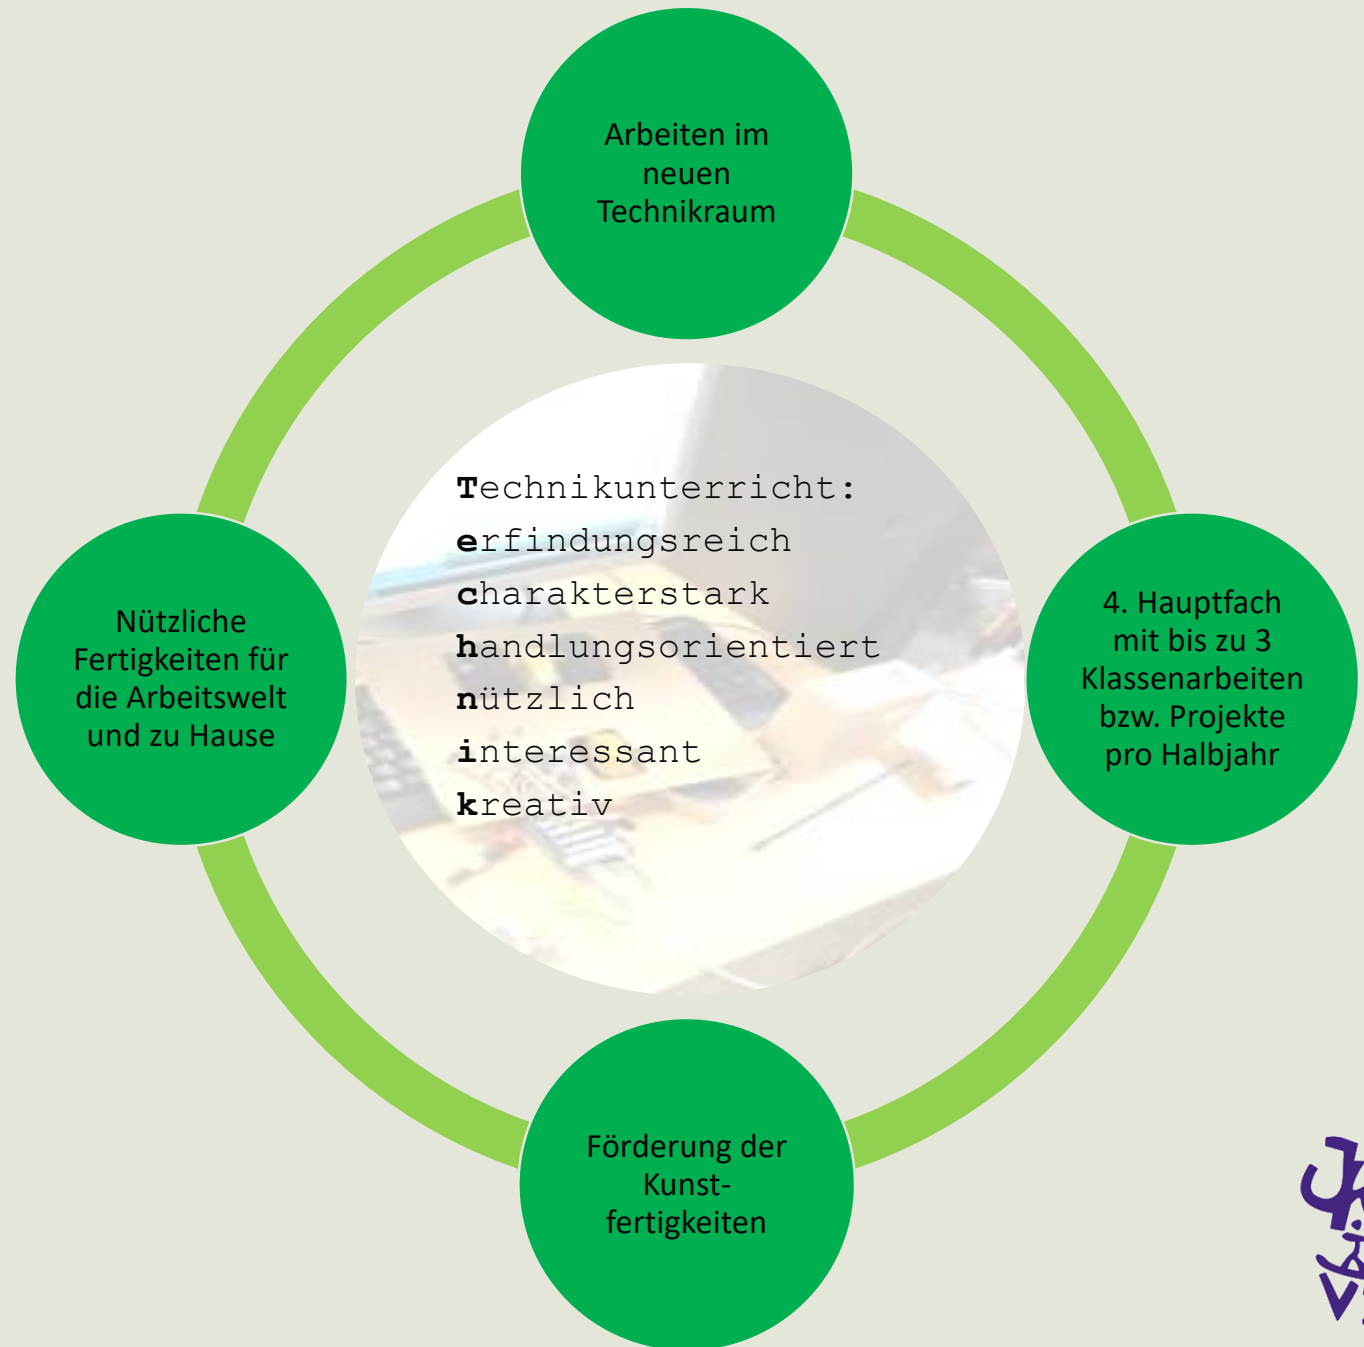 Arbeiten im
neuen
Technikraum
Technikunterricht:
erfindungsreich
charakterstark
handlungsorientiert
nützlich
interessant
kreativ
Nützliche
Fertigkeiten für
die Arbeitswelt
und zu Hause
4. Hauptfach
mit bis zu 3
Klassenarbeiten
bzw. Projekte
pro Halbjahr
Förderung der
Kunst-
fertigkeiten